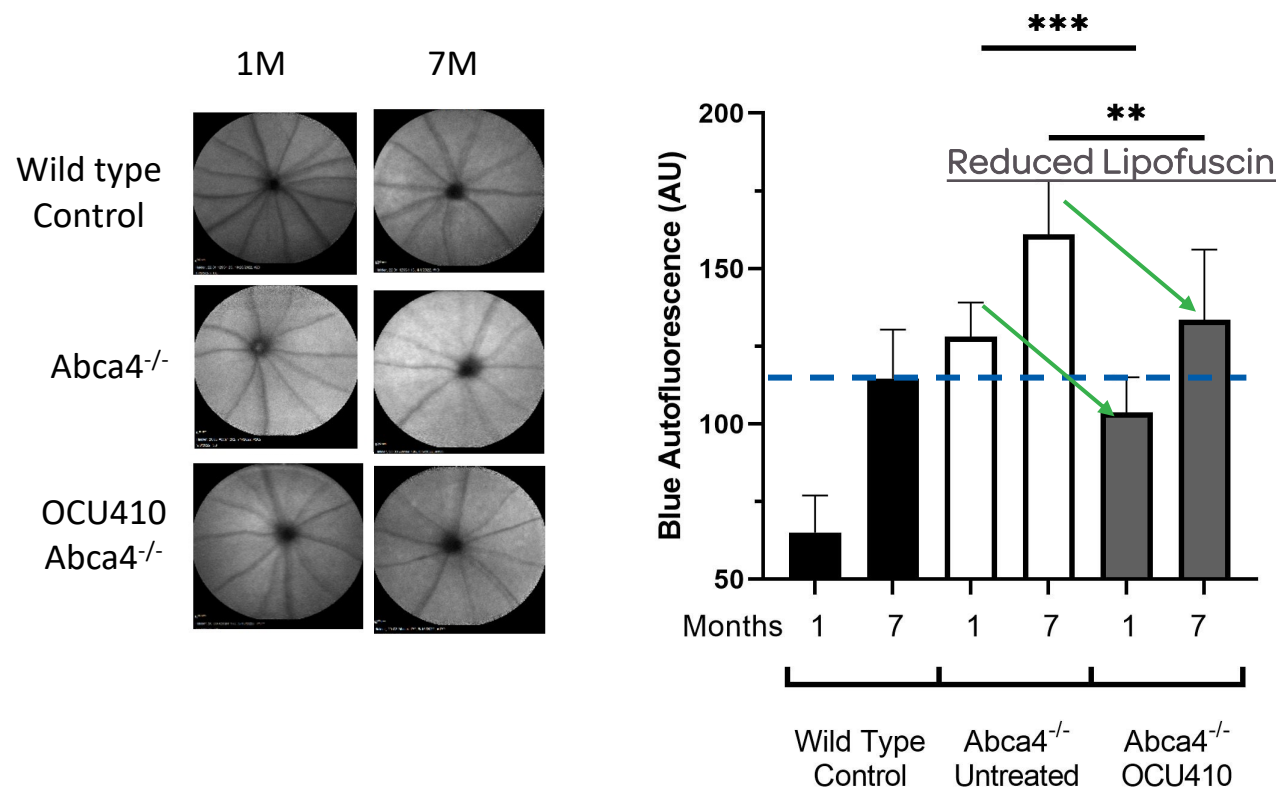 1M
7M
Wild type
Control
Abca4-/-
OCU410
Abca4-/-
***
**
Reduced Lipofuscin
Blue Autofluorescence (AU)
200
150
100
50
Months 1 7 1 7 1 7
Wild Type
Control
Abca4-/-
Untreated
Abca4-/-
OCU410